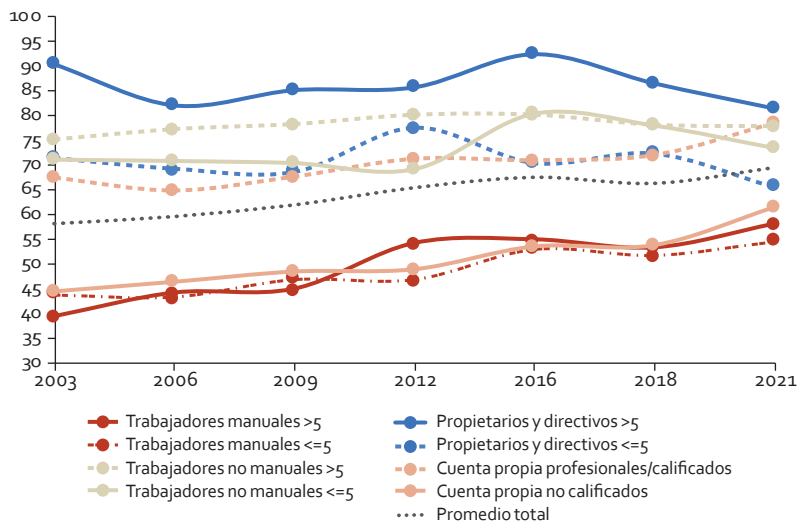 100
95
90
85
80
75
70
65
60
55
50
45
40
35
30
2003 2006 2009 2012 2016 2018 2021
Trabajadores manuales >5
Trabajadores manuales <=5
Trabajadores no manuales >5
Trabajadores no manuales <=5
Propietarios y directivos >5
Propietarios y directivos <=5
Cuenta propia profesionales/calificados
Cuenta propia no calificados
Promedio total